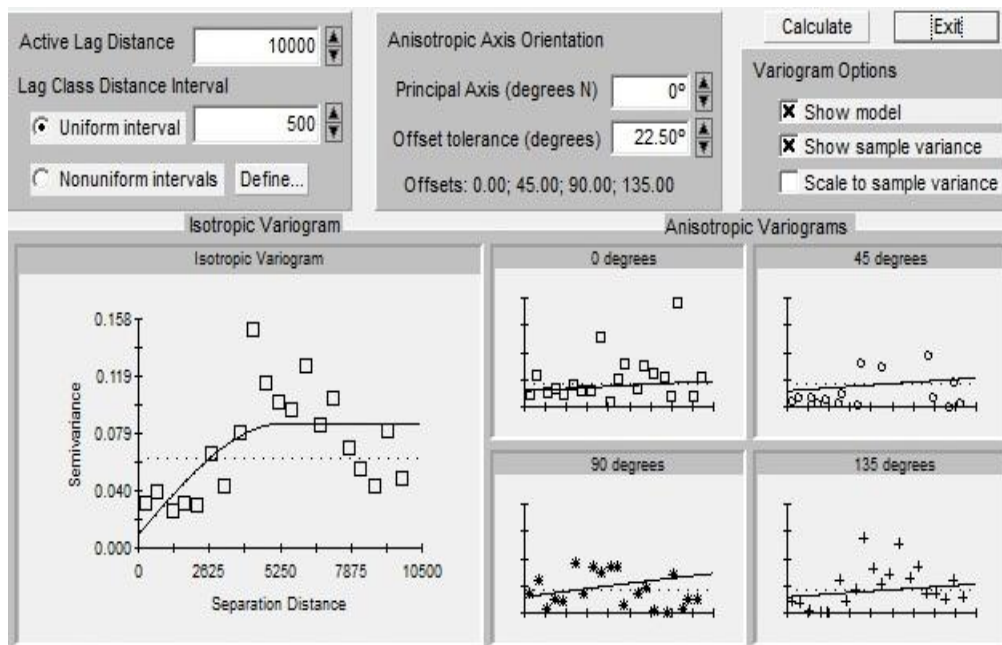 Active Lag Distance 10000
Lag Class Distance Interval
Uniform interval 500
Nonuniform intervals Define...
Anisotropic Axis Orientation
Principal Axis (degrees N) 0º
Offset tolerance (degrees) 22.50º
Offsets: 0.00; 45.00; 90.00; 135.00
Calculate Exit
Variogram Options
Show model
Show sample variance
Scale to sample variance
Isotropic Variogram
Isotropic Variogram
0.158
0.119
0.079
0.040
0.000
Semivariance
0 2625 5250 7875 10500
Separation Distance
Anisotropic Variograms
0 degrees
45 degrees
90 degrees
135 degrees